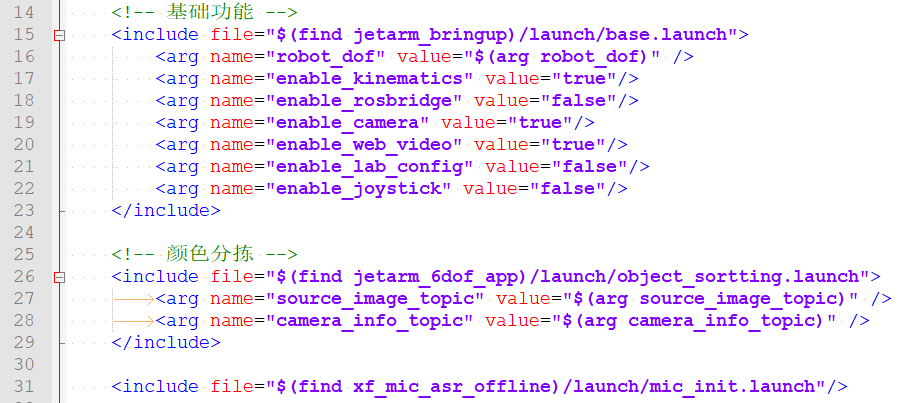 14 <!-- 基础功能 -->
15 <include file="$(find jetarm_bringup)/launch/base.launch">
16 <arg name="robot_dof" value="$(arg robot_dof)" />
17 <arg name="enable_kinematics" value="true"/>
18 <arg name="enable_rosbridge" value="false"/>
19 <arg name="enable_camera" value="true"/>
20 <arg name="enable_web_video" value="true"/>
21 <arg name="enable_lab_config" value="false"/>
22 <arg name="enable_joystick" value="false"/>
23 </include>
24
25 <!-- 颜色分拣 -->
26 <include file="$(find jetarm_6dof_app)/launch/object_sortting.launch">
27 <arg name="source_image_topic" value="$(arg source_image_topic)" />
28 <arg name="camera_info_topic" value="$(arg camera_info_topic)" />
29 </include>
30
31 <include file="$(find xf_mic_asr_offline)/launch/mic_init.launch"/>